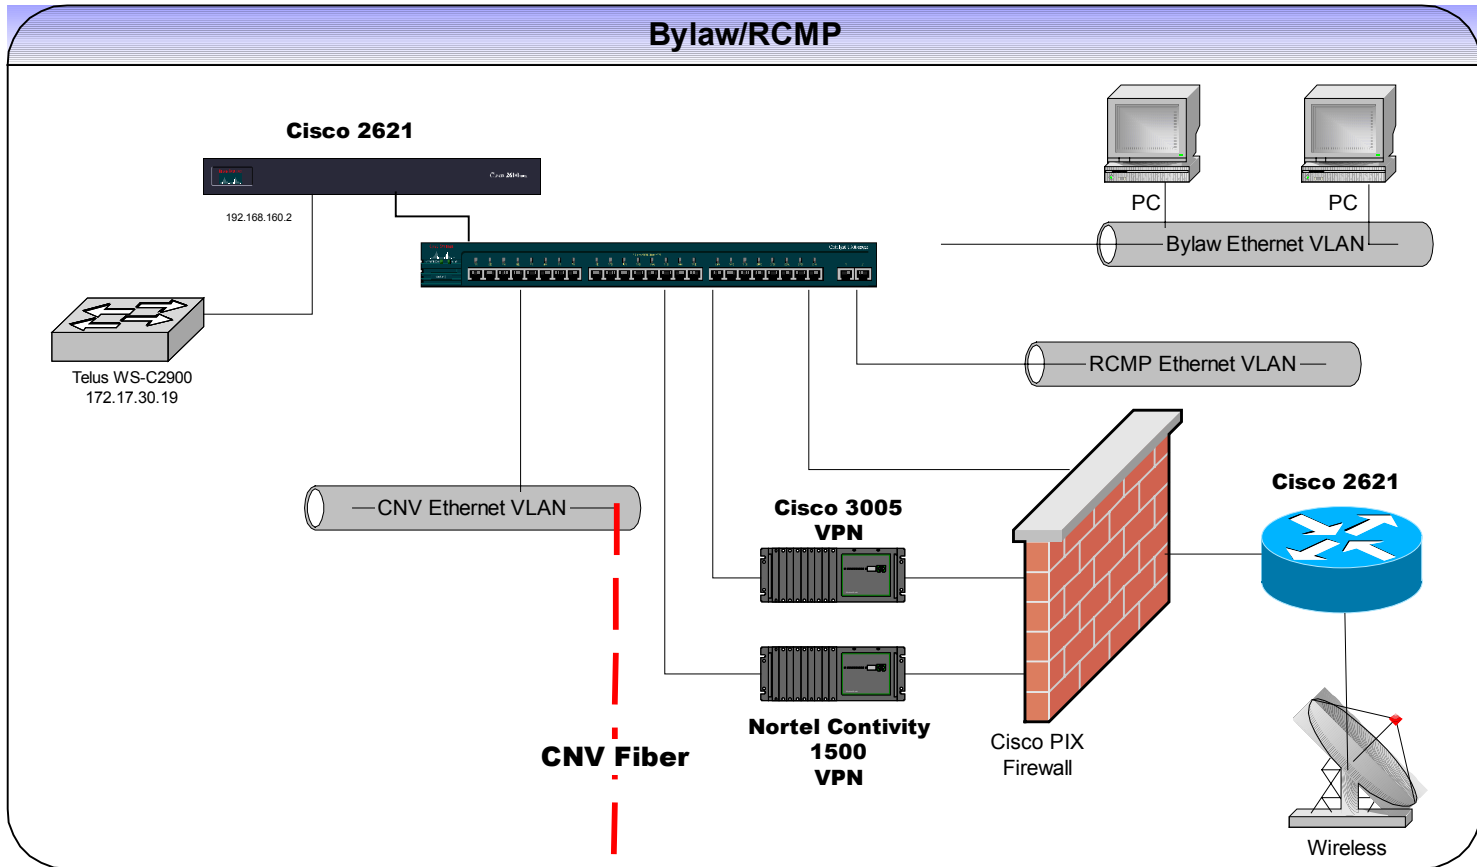 Bylaw/RCMP
Cisco 2621
192.168.160.2
Telus WS-C2900
172.17.30.19
PC
PC
Bylaw Ethernet VLAN
RCMP Ethernet VLAN
CNV Ethernet VLAN
Cisco 3005
VPN
Cisco 2621
Nortel Contivity
1500
VPN
Cisco PIX
Firewall
CNV Fiber
Wireless